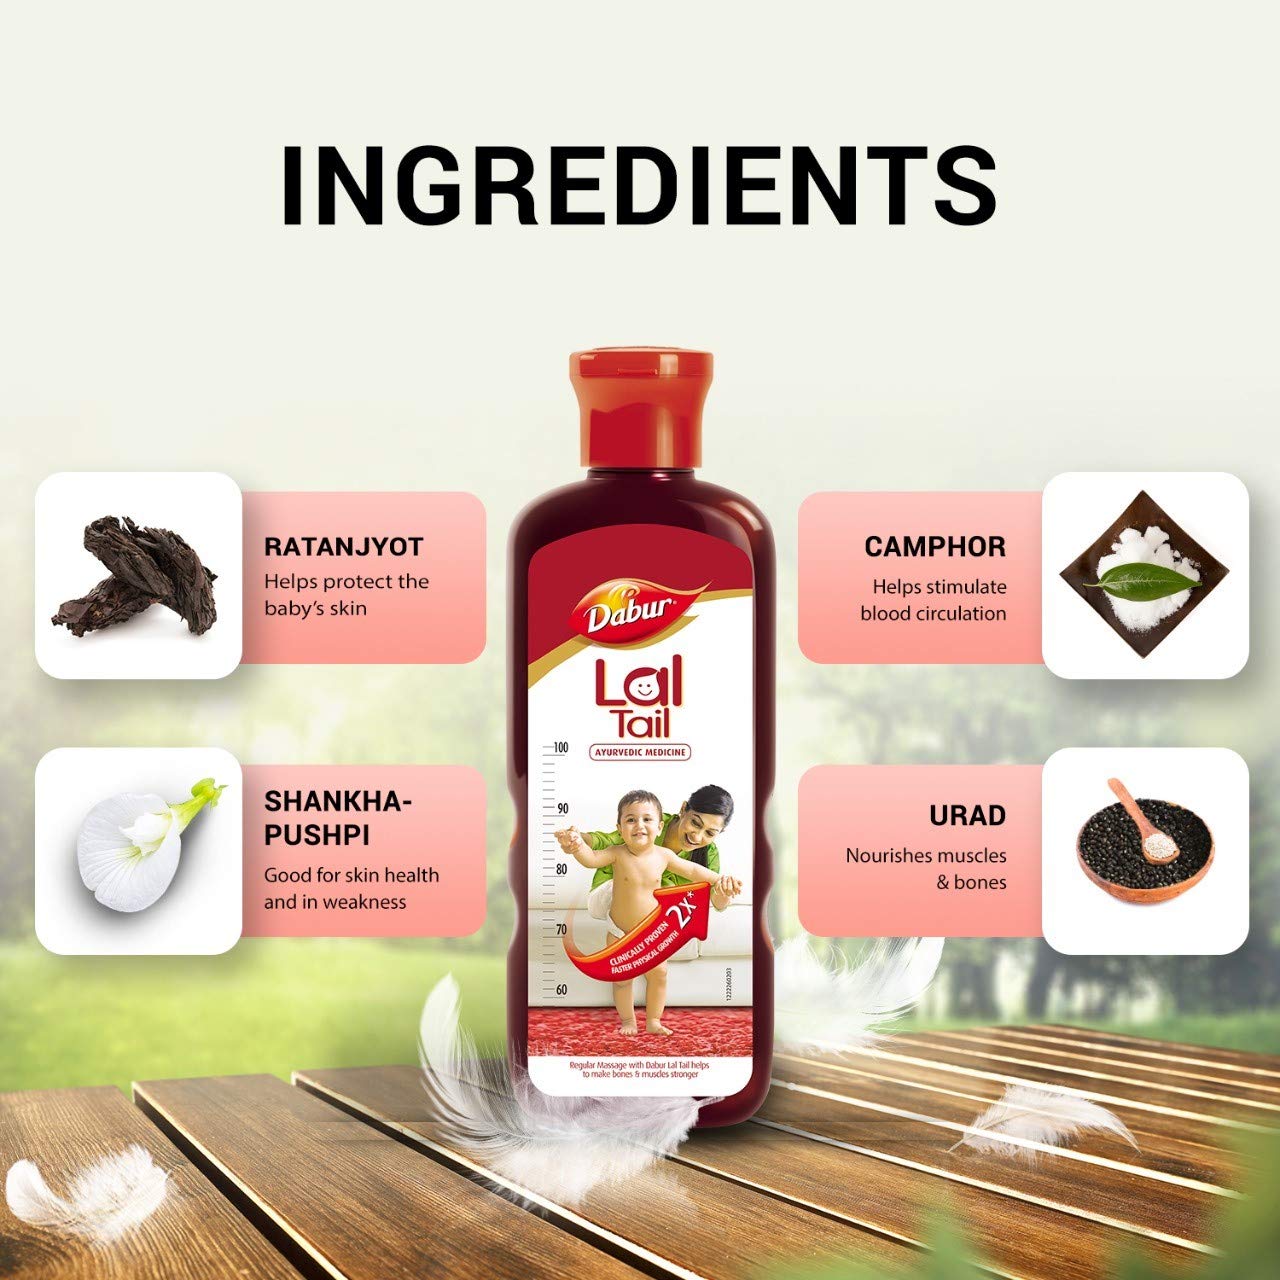 INGREDIENTS
RATANJYOT
Helps protect the
baby's skin
CAMPHOR
Helps stimulate
blood circulation
SHANKHA-
PUSHPI
Good for skin health
and in weakness
URAD
Nourishes muscles
& bones
Dabur®
Lal
Tail
AYURVEDIC MEDICINE
100
90
80
70
60
2X*
CLINICALLY PROVEN
FASTER PHYSICAL GROWTH
1222260203
Regular Massage with Dabur Lal Tail helps
to make bones & muscles stronger